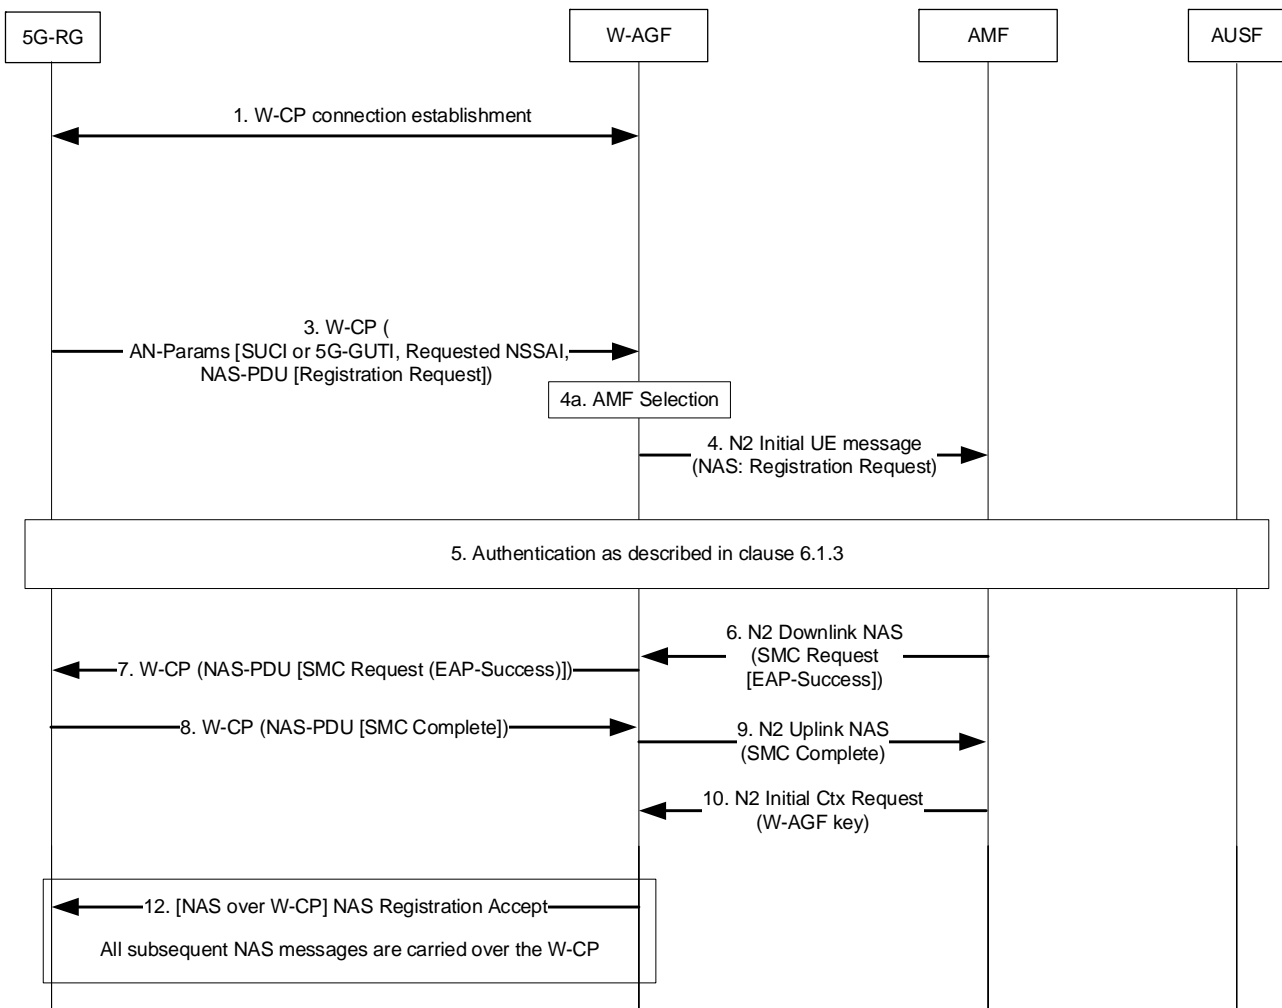 5G-RG
W-AGF
AMF
AUSF
1. W-CP connection establishment
3. W-CP (
AN-Params [SUCI or 5G-GUTI, Requested NSSAI,
NAS-PDU [Registration Request])
4a. AMF Selection
4. N2 Initial UE message
(NAS: Registration Request)
5. Authentication as described in clause 6.1.3
6. N2 Downlink NAS
(SMC Request
[EAP-Success])
7. W-CP (NAS-PDU [SMC Request (EAP-Success)])
8. W-CP (NAS-PDU [SMC Complete])
9. N2 Uplink NAS
(SMC Complete)
10. N2 Initial Ctx Request
(W-AGF key)
12. [NAS over W-CP] NAS Registration Accept
All subsequent NAS messages are carried over the W-CP